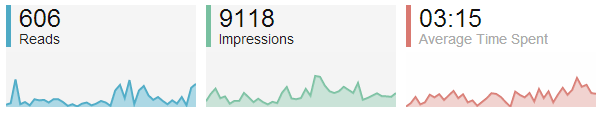 606
Reads
9118
Impressions
03:15
Average Time Spent